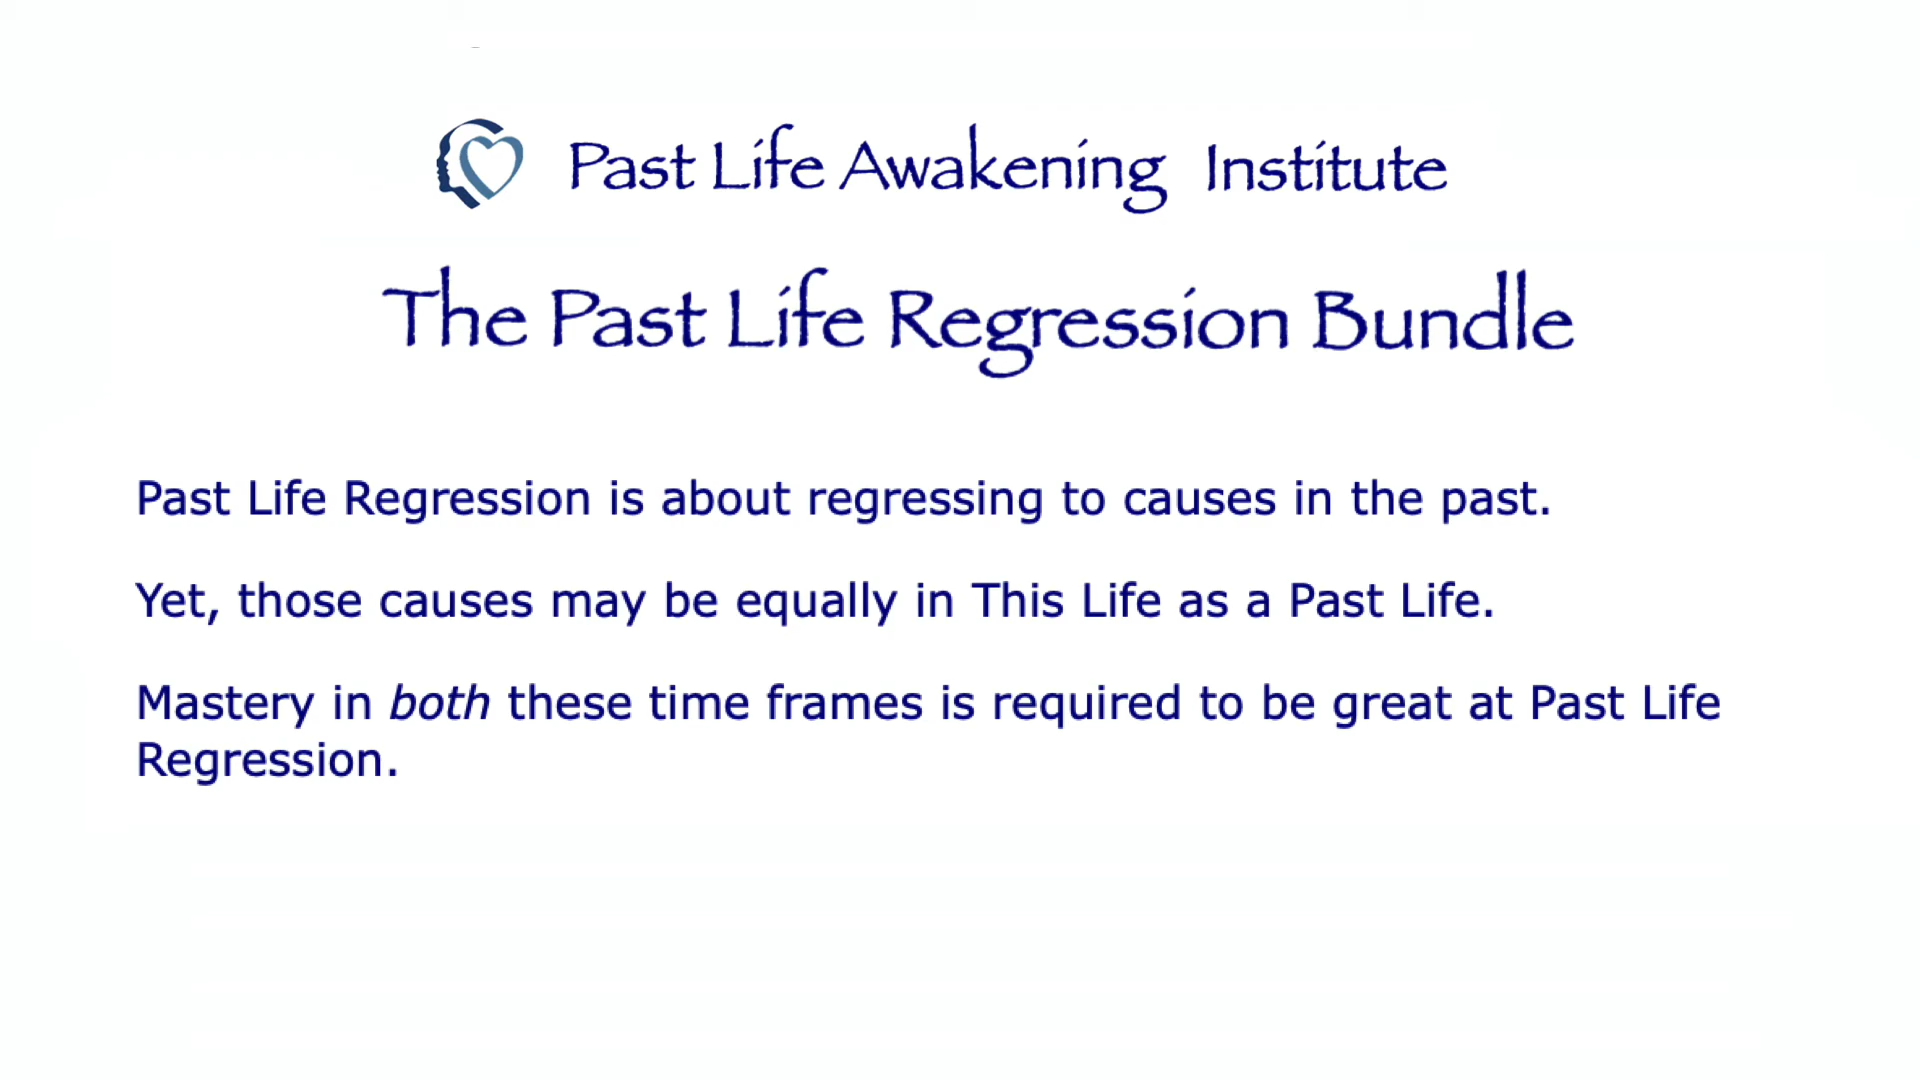 Past Life Awakening Institute
The Past Life Regression Bundle
Past Life Regression is about regressing to causes in the past.
Yet, those causes may be equally in This Life as a Past Life.
Mastery in both these time frames is required to be great at Past Life
Regression.